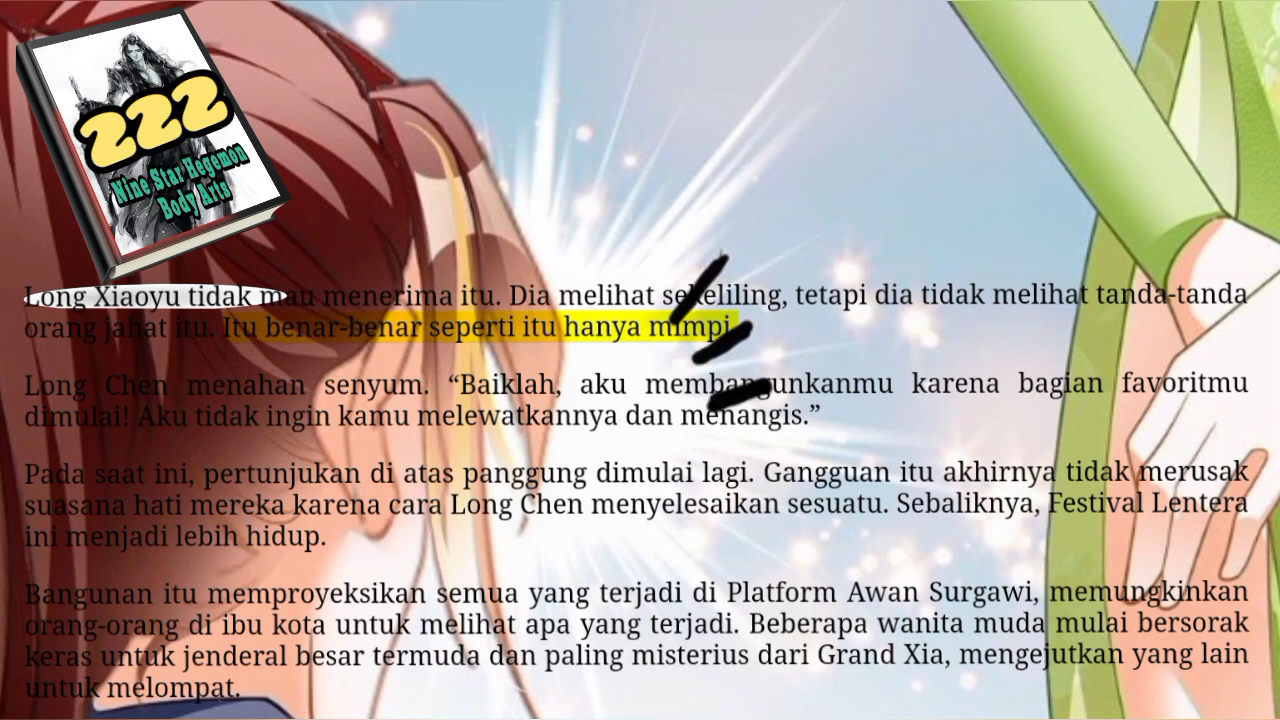 222
Nine Star Hegemon
Body Arts
Long Xiaoyu tidak mau menerima itu. Dia melihat sekeliling, tetapi dia tidak melihat tanda-tanda
orang jahat itu. Itu benar-benar seperti itu hanya mimpi.
Long Chen menahan senyum. “Baiklah, aku membangunkanmu karena bagian favoritmu
dimulai! Aku tidak ingin kamu melewatkannya dan menangis.”
Pada saat ini, pertunjukan di atas panggung dimulai lagi. Gangguan itu akhirnya tidak merusak
suasana hati mereka karena cara Long Chen menyelesaikan sesuatu. Sebaliknya, Festival Lentera
ini menjadi lebih hidup.
Bangunan itu memproyeksikan semua yang terjadi di Platform Awan Surgawi, memungkinkan
orang-orang di ibu kota untuk melihat apa yang terjadi. Beberapa wanita muda mulai bersorak
keras untuk jenderal besar termuda dan paling misterius dari Grand Xia, mengejutkan yang lain
untuk melompat.